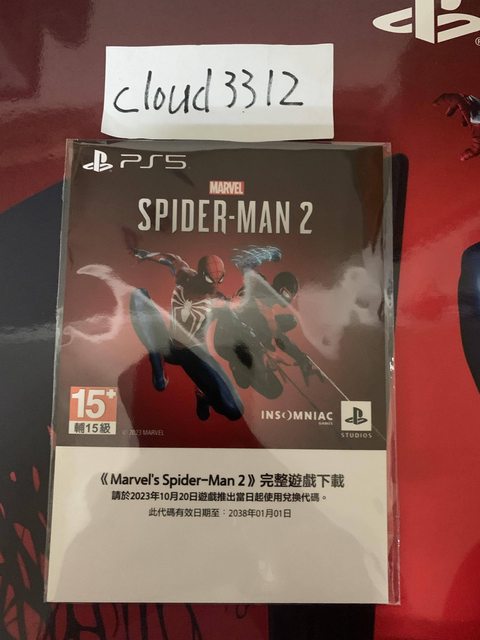 cloud3312
PS5
MARVEL
SPIDER-MAN 2
15+
輔15級
© 2023 MARVEL
INSOMNIAC
GAMES
STUDIOS
《Marvel's Spider-Man 2》完整遊戲下載
請於2023年10月20日遊戲推出當日起使用兌換代碼。
此代碼有效日期至：2038年01月01日